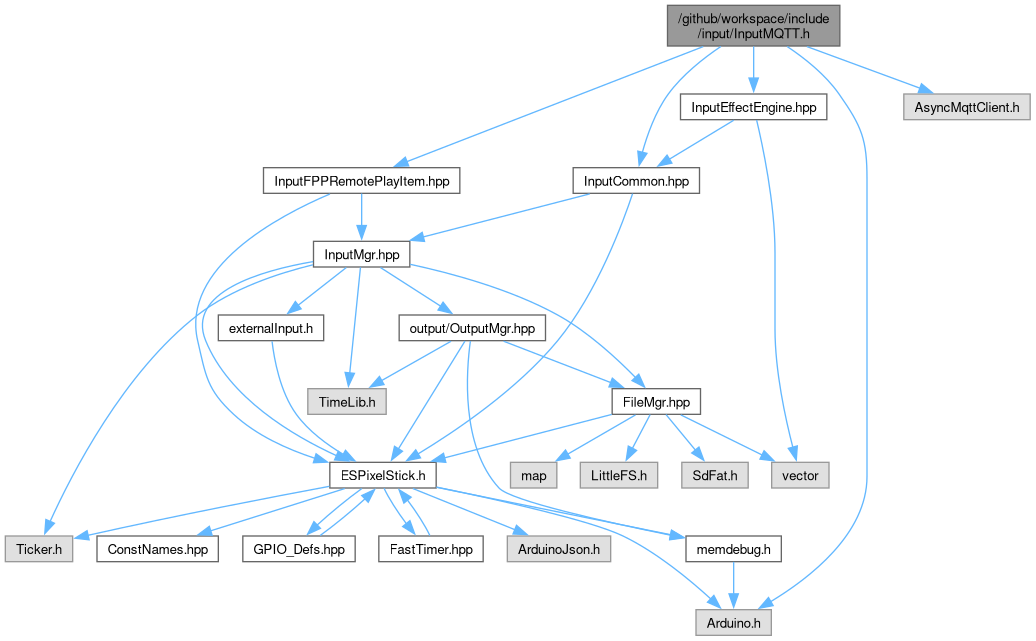 /github/workspace/include
/input/InputMQTT.h
InputEffectEngine.hpp
AsyncMqttClient.h
InputFPPRemotePlayItem.hpp
InputCommon.hpp
InputMgr.hpp
externalInput.h
output/OutputMgr.hpp
TimeLib.h
FileMgr.hpp
ESPixelStick.h
map
LittleFS.h
SdFat.h
vector
Ticker.h
ConstNames.hpp
GPIO_Defs.hpp
FastTimer.hpp
ArduinoJson.h
memdebug.h
Arduino.h